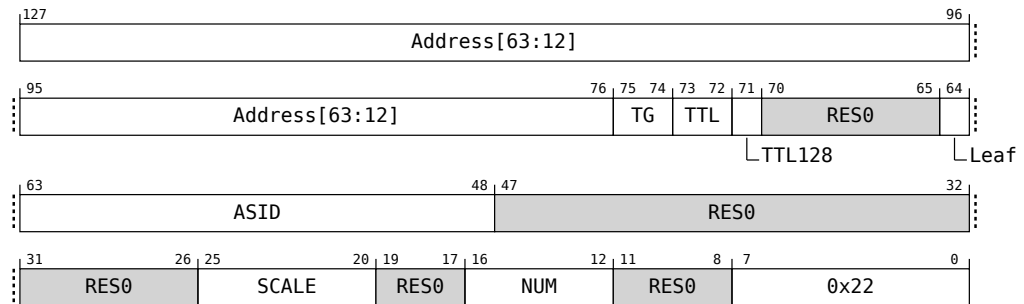 127 96
Address[63:12]
95 76 75 74 73 72 71 70 65 64
Address[63:12] TG TTL RES0
TTL128 Leaf
63 48 47 32
ASID RES0
31 26 25 20 19 17 16 12 11 8 7 0
RES0 SCALE RES0 NUM RES0 0x22